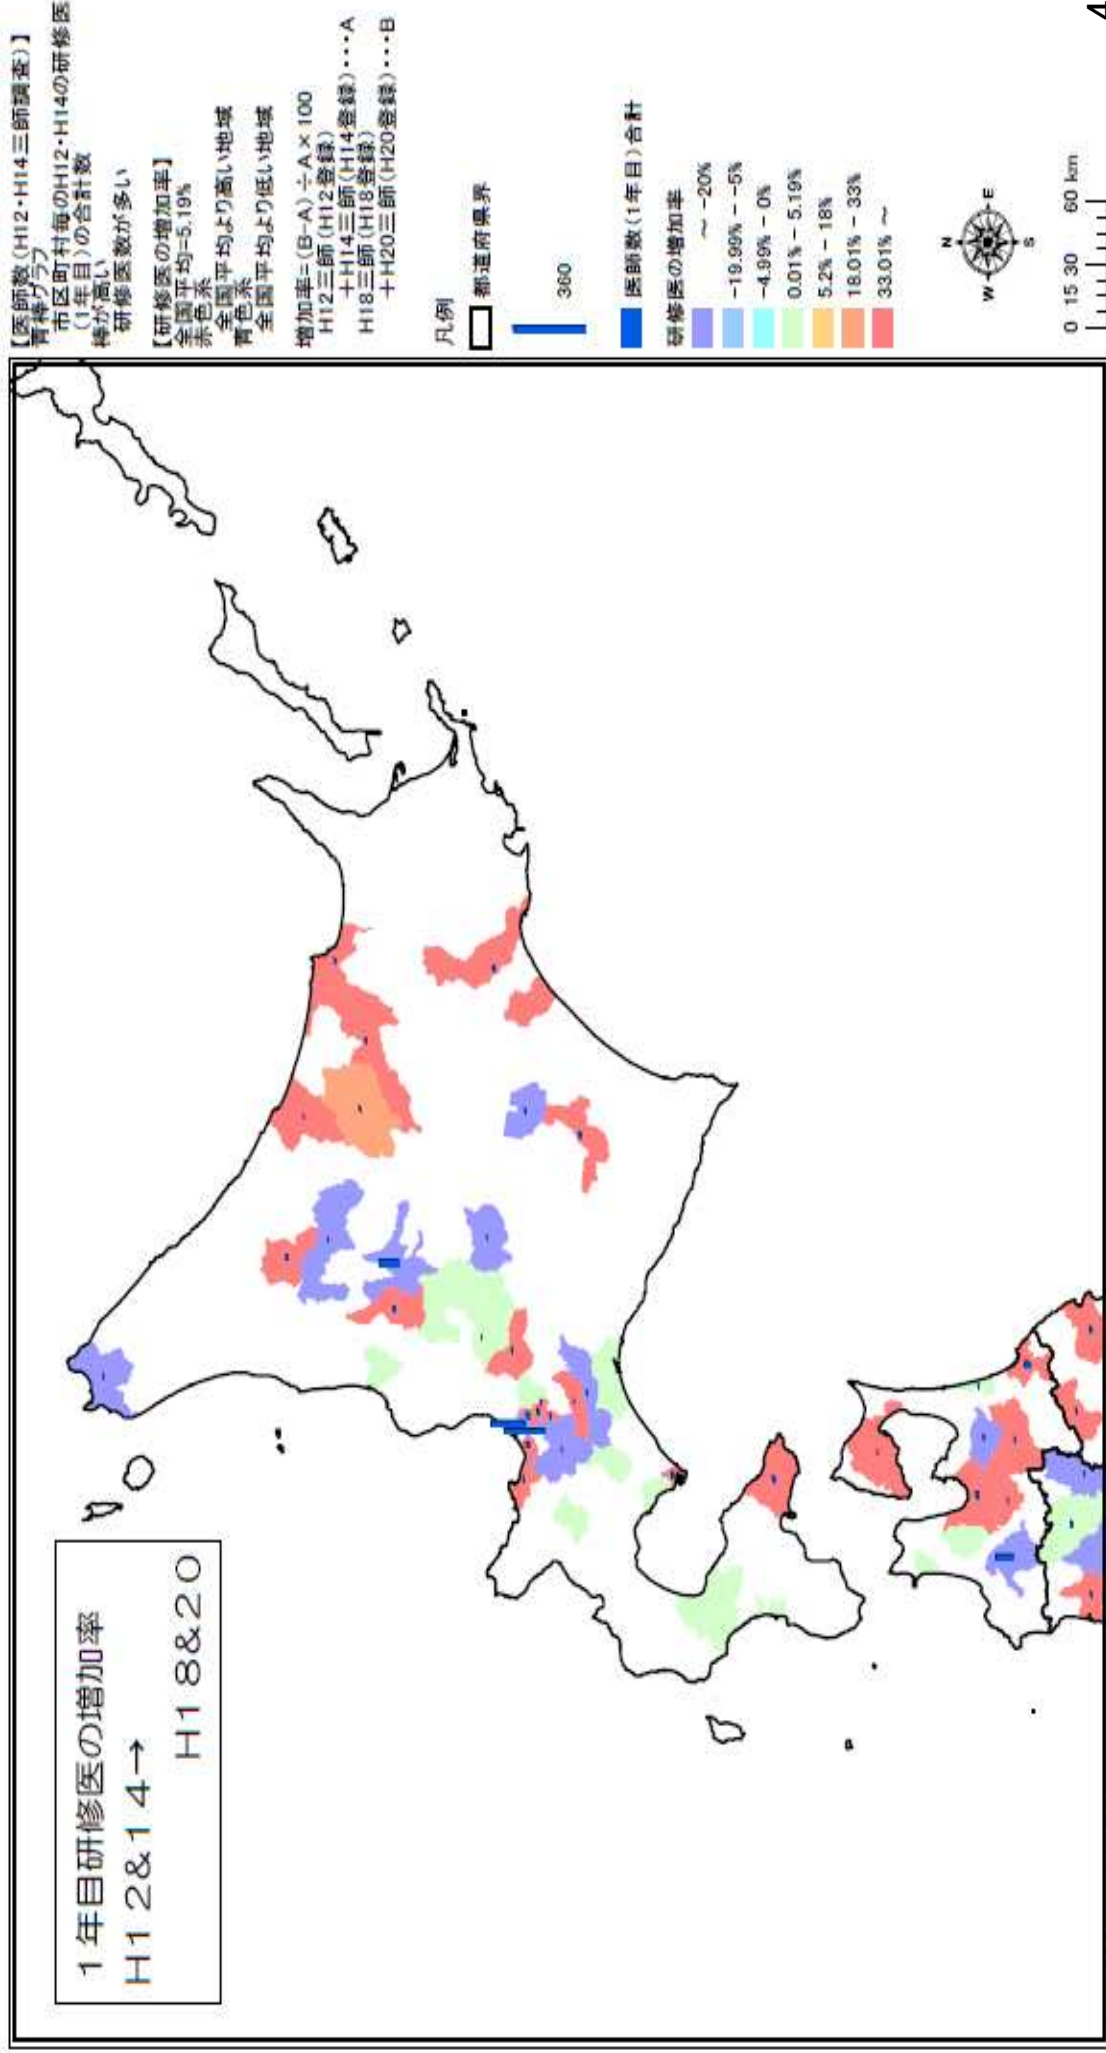 1年目研修医の増加率
H12&14→
H18&20
【医師数(H12・H14三師調査)】
青棒グラフ
市区町村毎のH12・H14の研修医
(1年目)の合計数
棒が高い
研修医数が多い
【研修医の増加率】
全国平均=5.19%
赤色系
全国平均より高い地域
青色系
全国平均より低い地域
増加率=(B-A)÷A×100
H12三師(H12登録)
+H14三師(H14登録)・・・A
H18三師(H18登録)
+H20三師(H20登録)・・・B
凡例
都道府県界
360
医師数(1年目)合計
研修医の増加率
～ -20%
-19.99% - -5%
-4.99% - 0%
0.01% - 5.19%
5.2% - 18%
18.01% - 33%
33.01% ～
N
W E
S
0 15 30 60 km
4